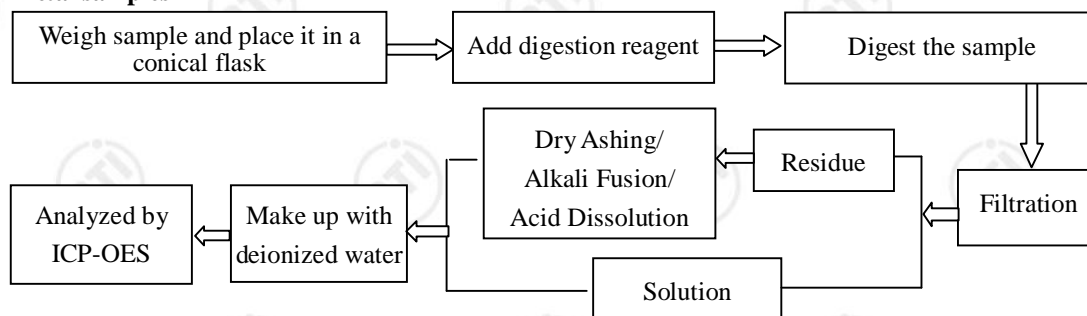 Weigh sample and place it in a
conical flask
Add digestion reagent
Digest the sample
Dry Ashing/
Alkali Fusion/
Acid Dissolution
Residue
Filtration
Analyzed by
ICP-OES
Make up with
deionized water
Solution